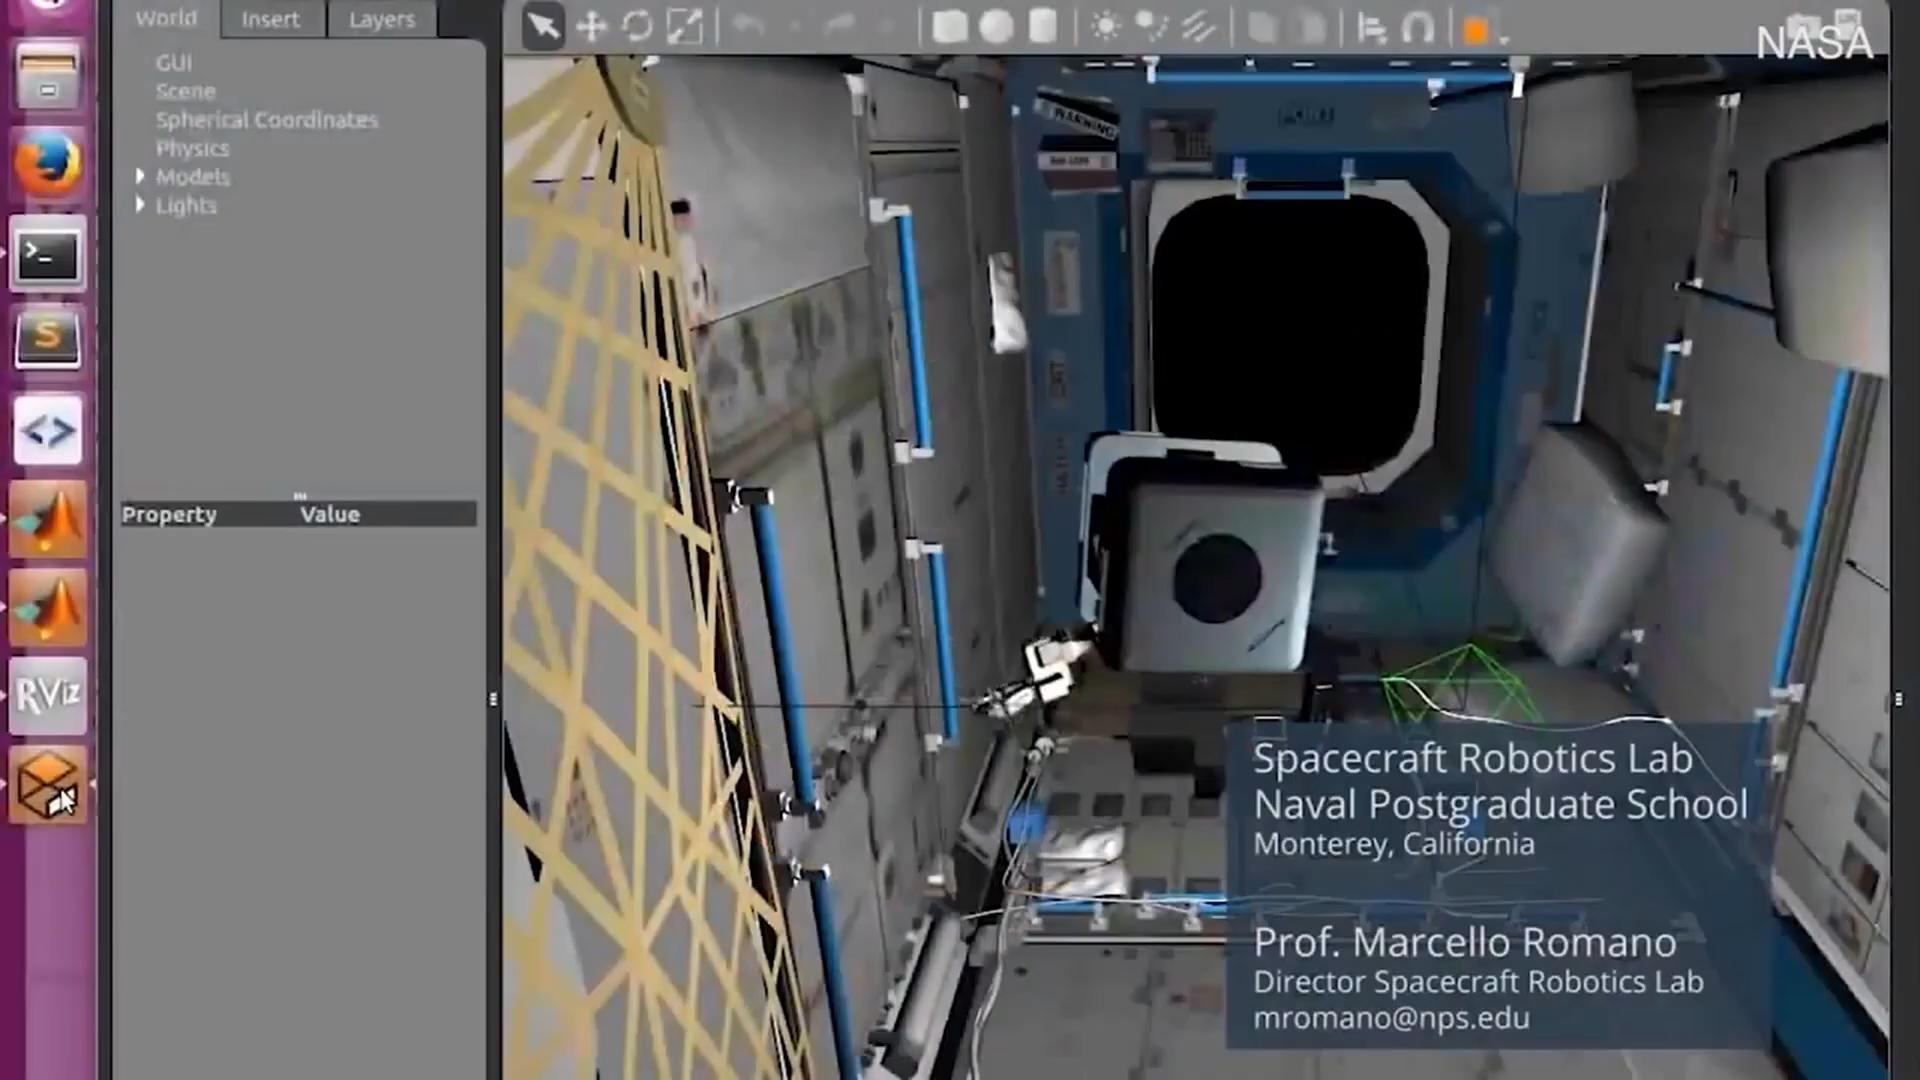 World Insert Layers
NASA
GUI
Scene
Spherical Coordinates
Physics
Models
Lights
WARNING
S
Property Value
RViz
Spacecraft Robotics Lab
Naval Postgraduate School
Monterey, California
Prof. Marcello Romano
Director Spacecraft Robotics Lab
mromano@nps.edu